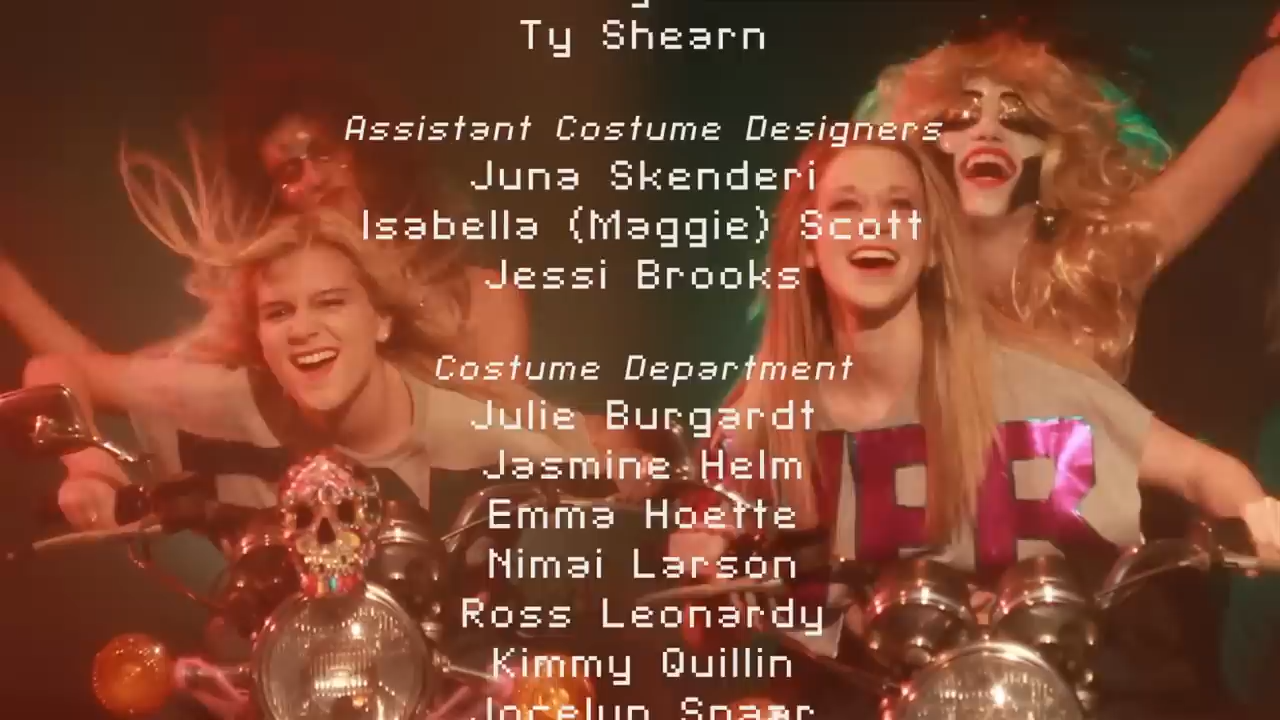 Ty Shearn
Assistant Costume Designers
Juna Skenderi
Isabella (Maggie) Scott
Jessi Brooks
Costume Department
Julie Burgardt
Jasmine Helm
Emma Hoette
Nimai Larson
Ross Leonardy
Kimmy Quillin
Jocelyn